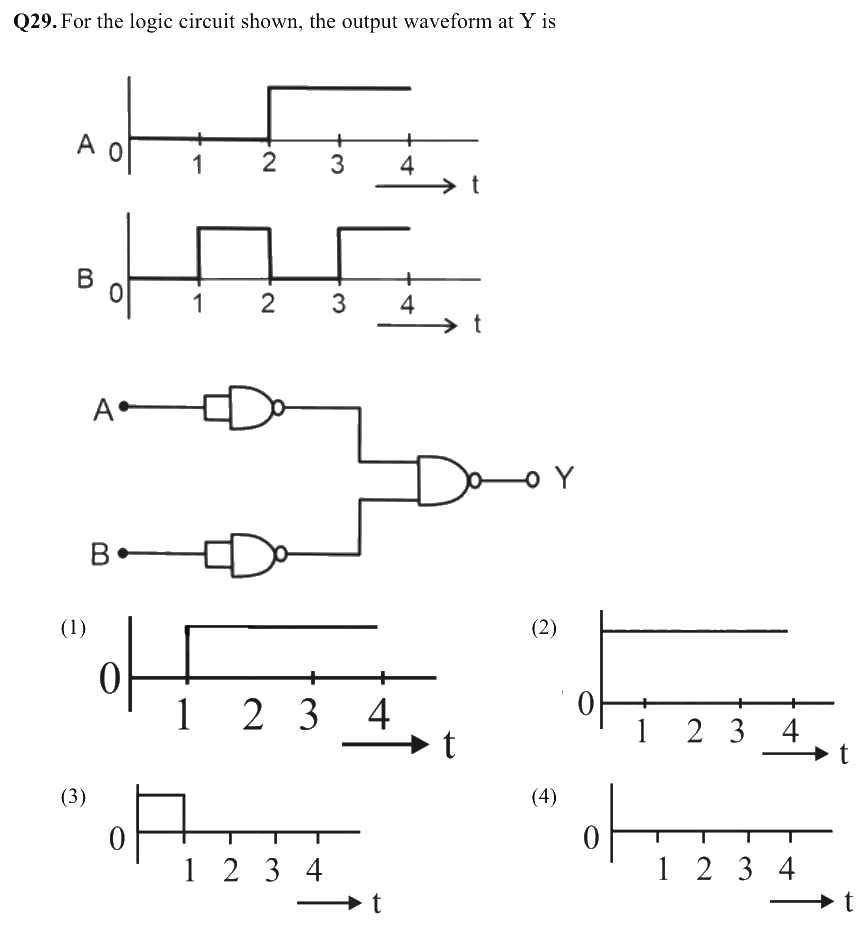 Q29. For the logic circuit shown, the output waveform at Y is
A 0
1 2 3 4
t
B 0
1 2 3 4
t
A
Y
B
(1)
0
1 2 3 4
t
(2)
0
1 2 3 4
t
(3)
0
1 2 3 4
t
(4)
0
1 2 3 4
t